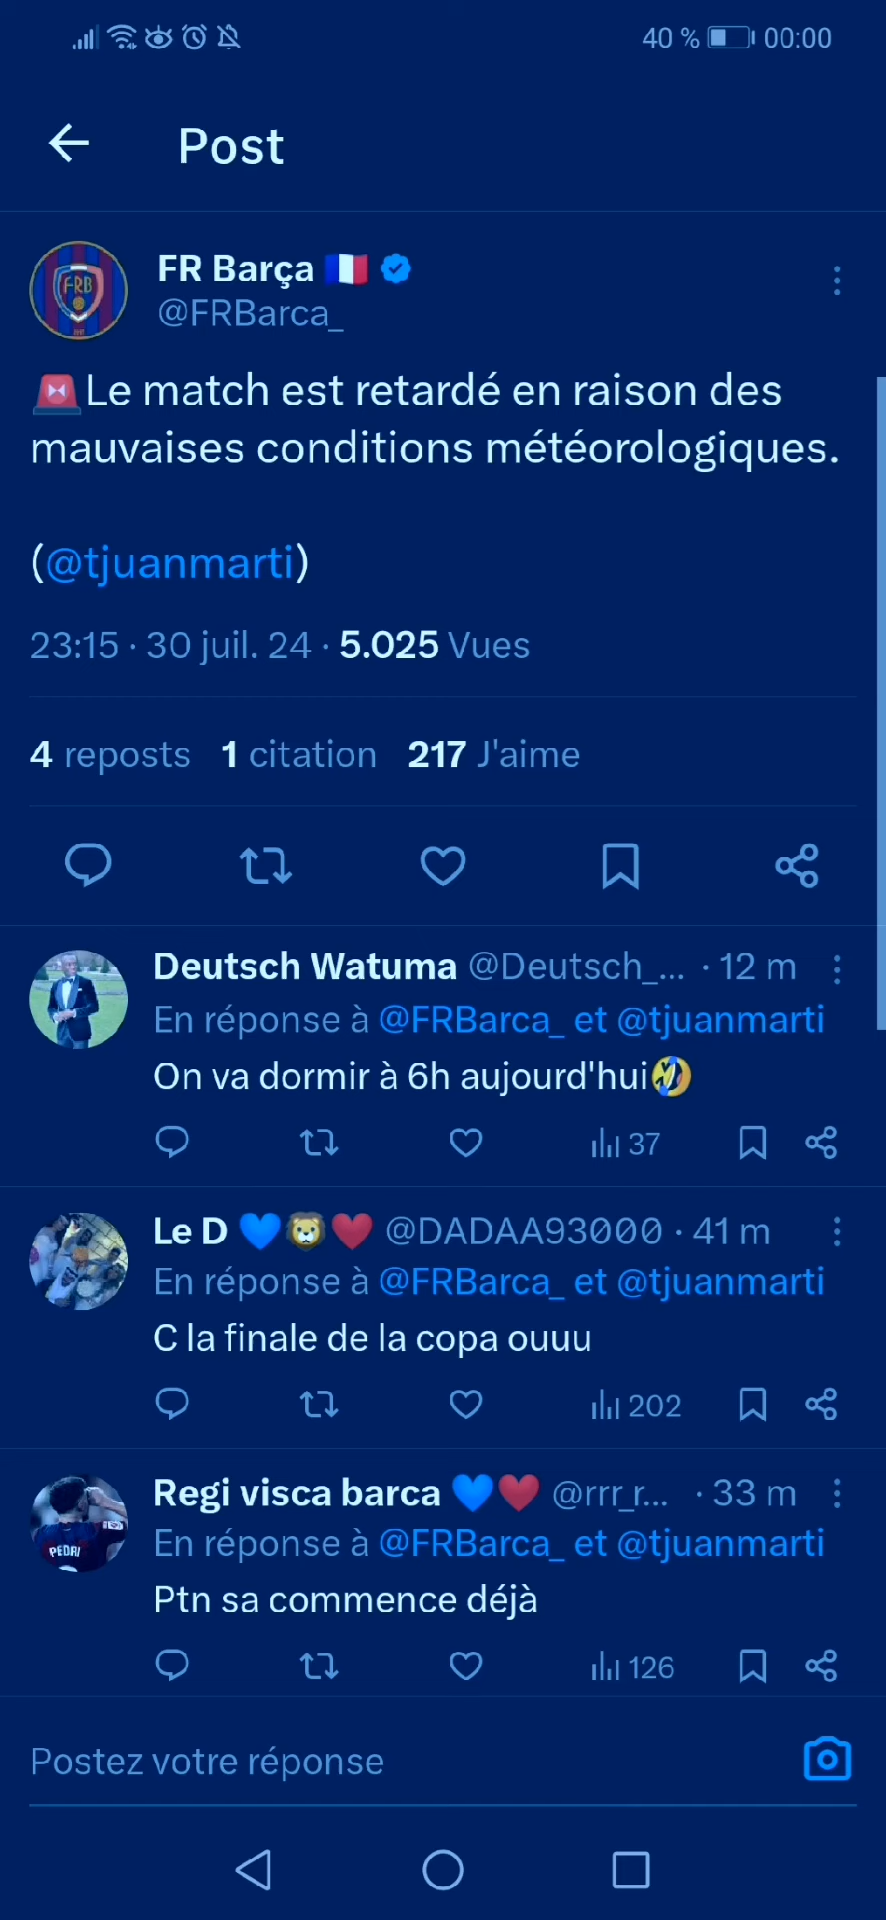 40 % 00:00
Post
FR Barça 🇫🇷
@FRBarca_
FRB
🚨Le match est retardé en raison des
mauvaises conditions météorologiques.
(@tjuanmarti)
23:15 · 30 juil. 24 · 5.025 Vues
4 reposts 1 citation 217 J'aime
Deutsch Watuma @Deutsch_... · 12 m
En réponse à @FRBarca_ et @tjuanmarti
On va dormir à 6h aujourd'hui🤣
37
Le D 💙🦁❤️ @DADAA93000 · 41 m
En réponse à @FRBarca_ et @tjuanmarti
C la finale de la copa ouuu
202
Regi visca barca 💙❤️ @rrr_r... · 33 m
En réponse à @FRBarca_ et @tjuanmarti
PEDRI
Ptn sa commence déjà
126
Postez votre réponse